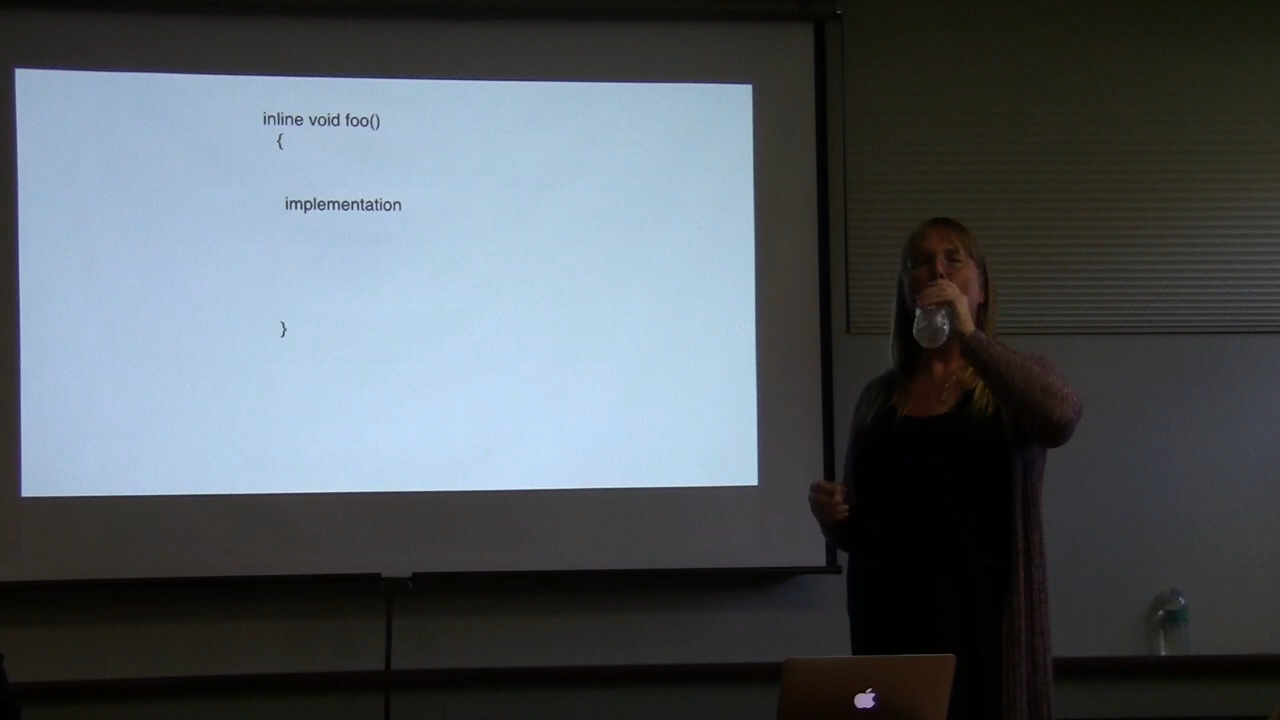 inline void foo()
{
implementation
}